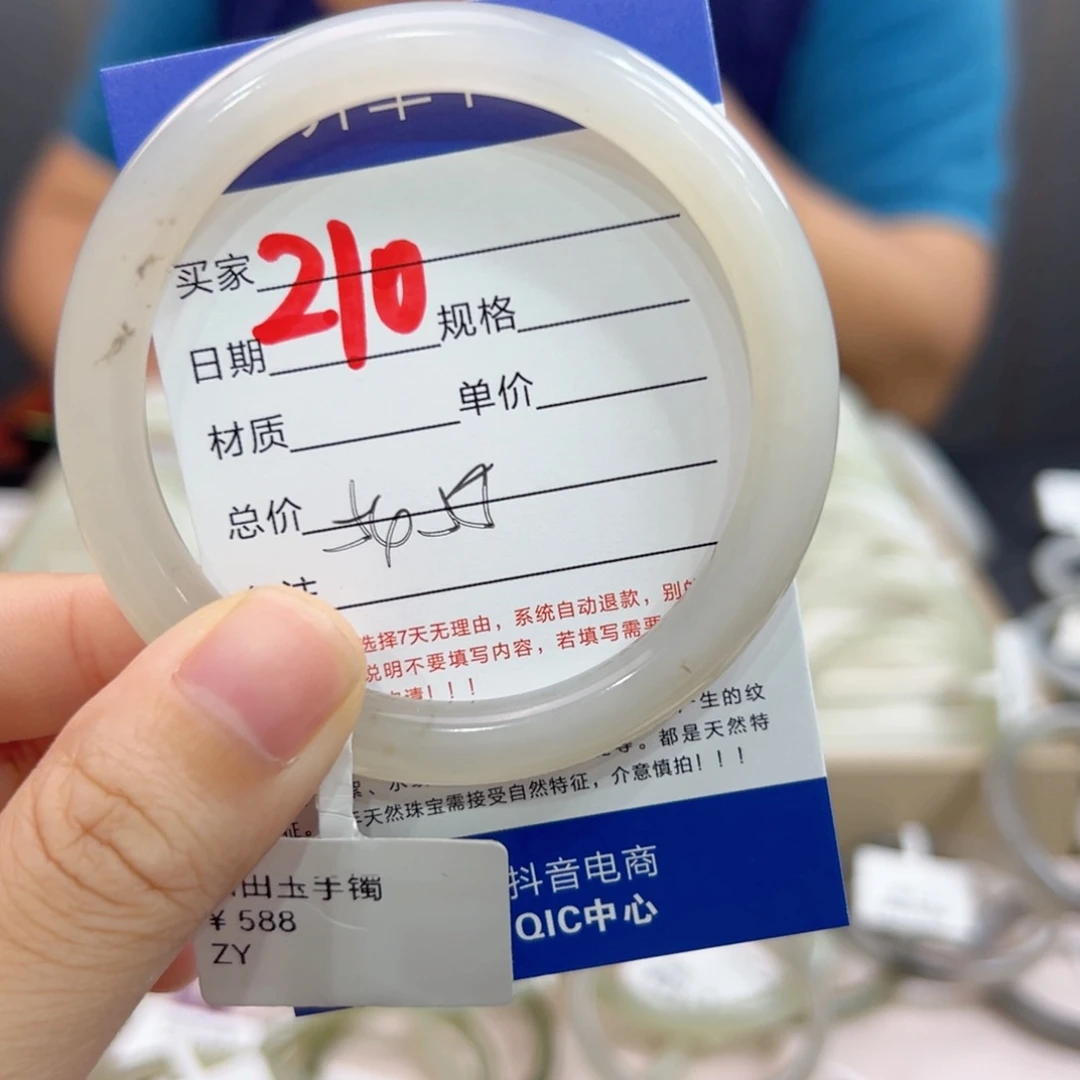 买家 210
规格
日期
单价
材质
总价
选择7天无理由，系统自动退款，
说明不要填写内容，若填写需要
请！！！
生的纹
等。都是天然特
天然珠宝需接受自然特征，介意慎拍！！！
征。
抖音电商
QIC中心
田玉手镯
¥ 588
ZY